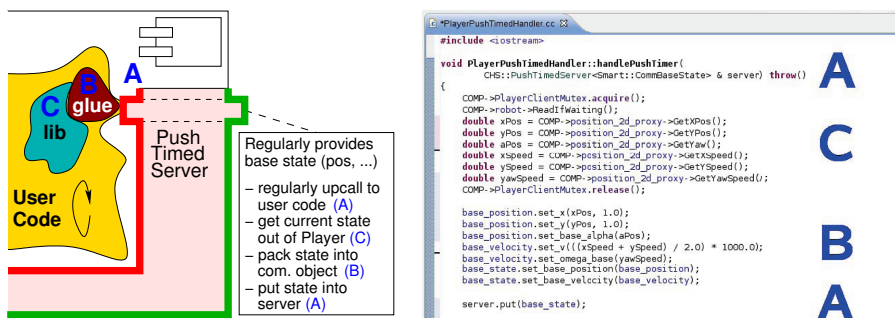 A
B
glue
C
lib
User
Code
Push
Timed
Server
Regularly provides
base state (pos, ...)
– regularly upcall to
user code (A)
– get current state
out of Player (C)
– pack state into
com. object (B)
– put state into
server (A)
*PlayerPushTimedHandler.cc
#include <iostream>
void PlayerPushTimedHandler::handlePushTimer(
CHS::PushTimedServer<Smart::CommBaseState> & server) throw()
A
{
COMP->PlayerClientMutex.acquire();
COMP->robot->ReadIfWaiting();
double xPos = COMP->position_2d_proxy->GetXPos();
double yPos = COMP->position_2d_proxy->GetYPos();
double aPos = COMP->position_2d_proxy->GetYaw();
C
double xSpeed = COMP->position_2d_proxy->GetXSpeed();
double ySpeed = COMP->position_2d_proxy->GetYSpeed();
double yawSpeed = COMP->position_2d_proxy->GetYawSpeed();
COMP->PlayerClientMutex.release();
base_position.set_x(xPos, 1.0);
base_position.set_y(yPos, 1.0);
base_position.set_base_alpha(aPos);
base_velocity.set_v(((xSpeed + ySpeed) / 2.0) * 1000.0);
B
base_velocity.set_omega_base(yawSpeed);
base_state.set_base_position(base_position);
base_state.set_base_velocity(base_velocity);
server.put(base_state);
A